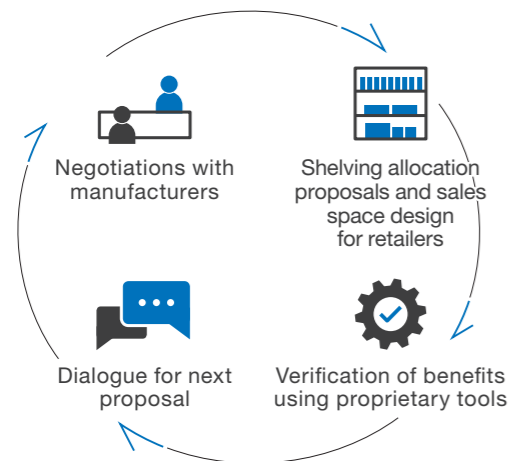 Negotiations with
manufacturers
Shelving allocation
proposals and sales
space design
for retailers
Dialogue for next
proposal
Verification of benefits
using proprietary tools